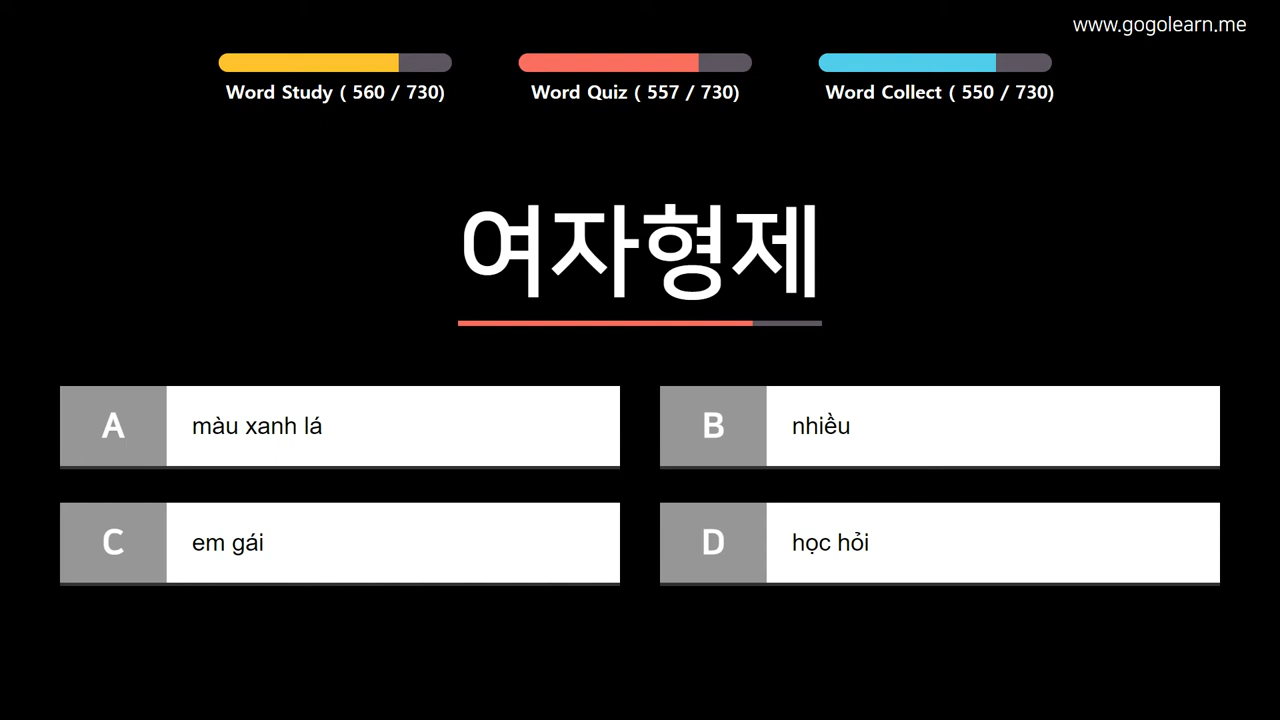 www.gogolearn.me
Word Study ( 560 / 730)
Word Quiz ( 557 / 730)
Word Collect ( 550 / 730)
여자형제
A màu xanh lá
B nhiều
C em gái
D học hỏi